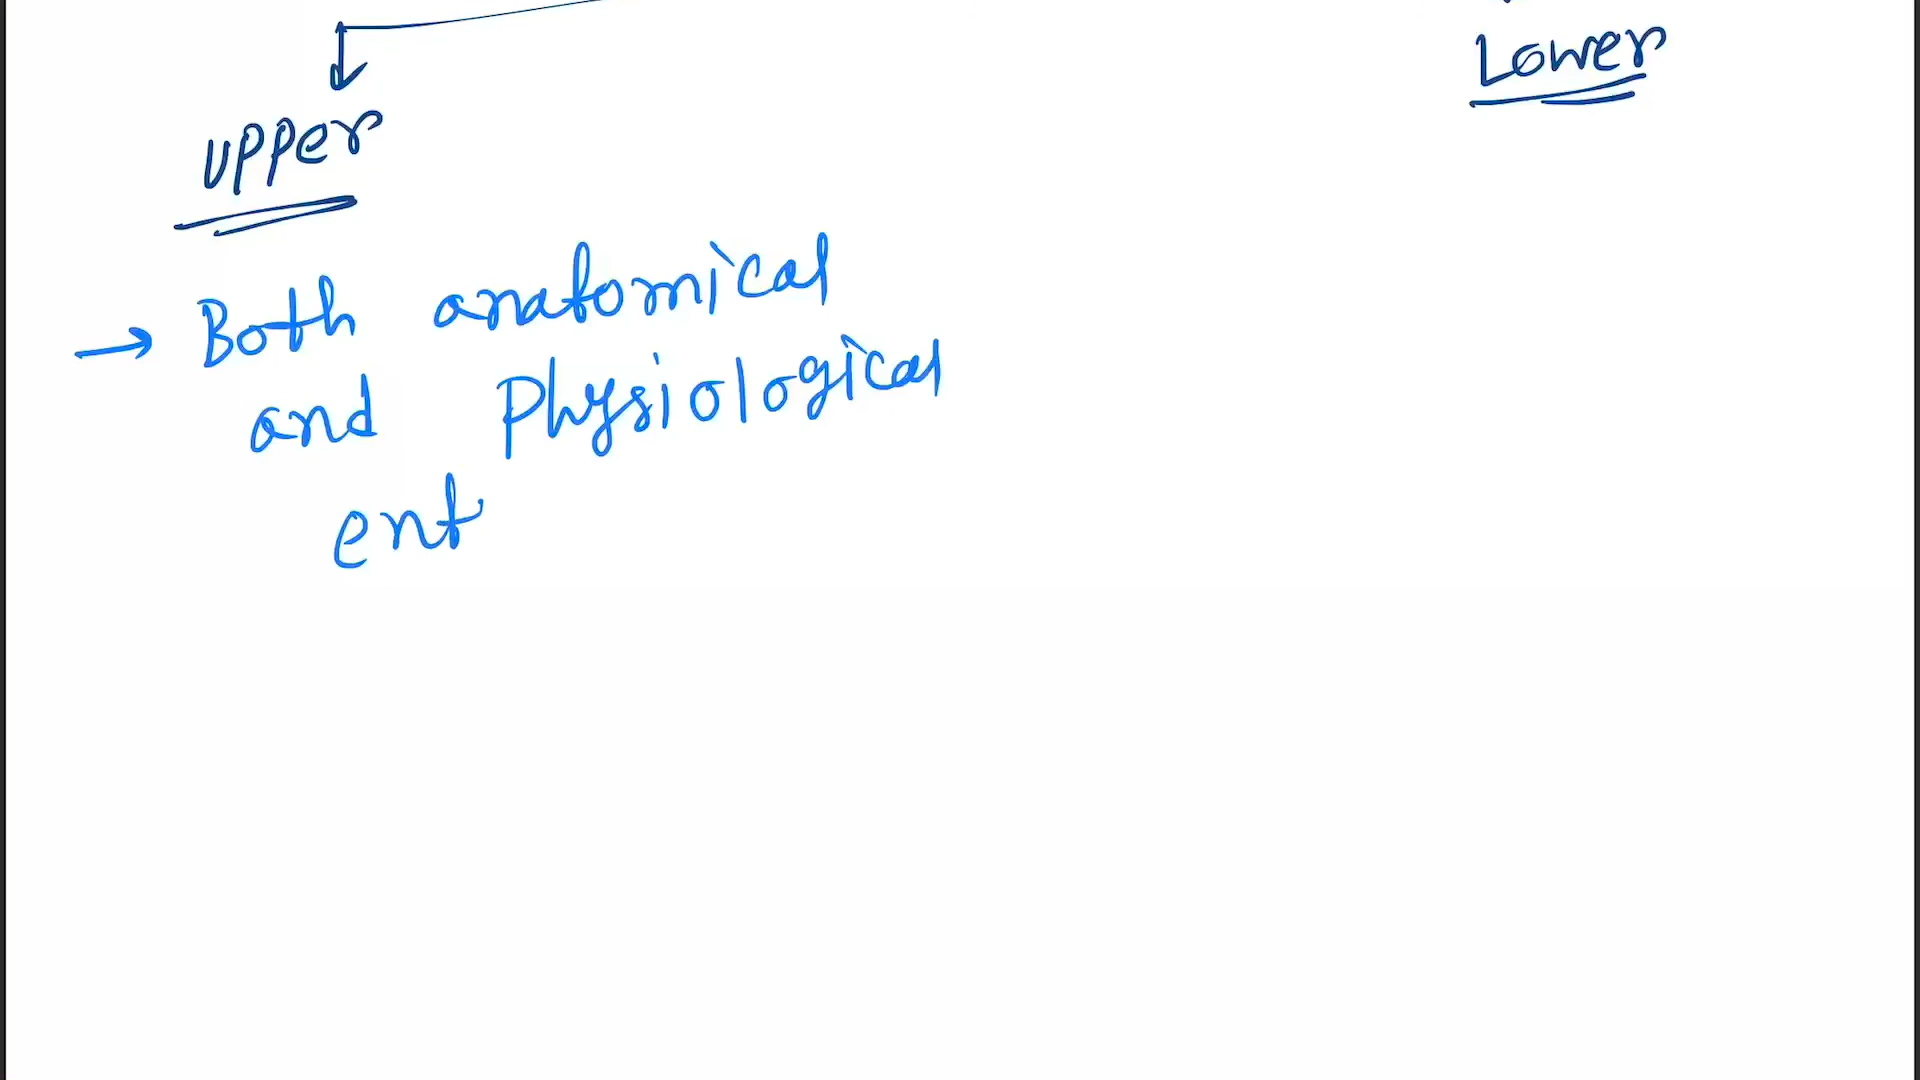 Lower
Upper
→ Both anatomical
and Physiological
ent